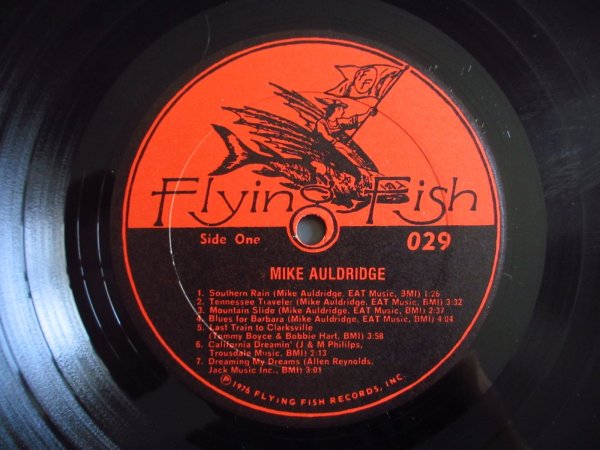 Flying Fish
Side One
029
MIKE AULDRIDGE
1. Southern Rain (Mike Auldridge, EAT Music, BMI) 1:26
2. Tennessee Traveler (Mike Auldridge, EAT Music, BMI) 3:32
3. Mountain Slide (Mike Auldridge, EAT Music, BMI) 2:37
4. Blues for Barbara (Mike Auldridge, EAT Music, BMI) 4:04
5. Last Train to Clarksville
(Tommy Boyce & Bobbie Hart, BMI) 3:58
6. California Dreamin' (J & M Philips,
Trousdale Music, BMI) 2:13
7. Dreaming My Dreams (Allen Reynolds,
Jack Music Inc., BMI) 3:01
Ⓟ 1976 FLYING FISH RECORDS, INC.